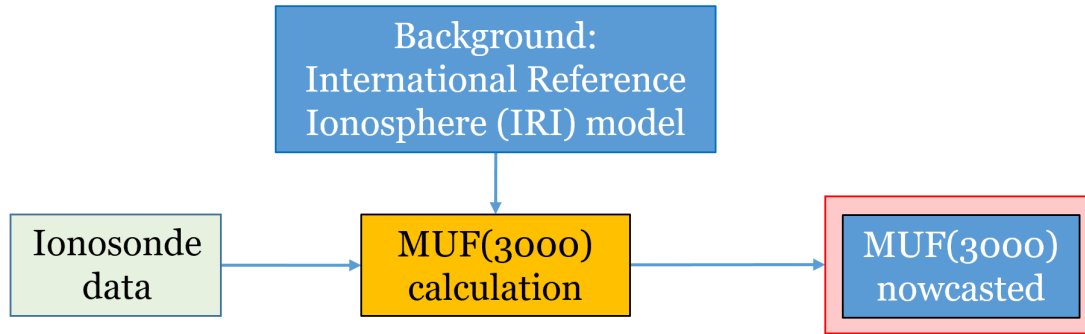 Background:
International Reference
Ionosphere (IRI) model
Ionosonde
data
MUF(3000)
calculation
MUF(3000)
nowcasted